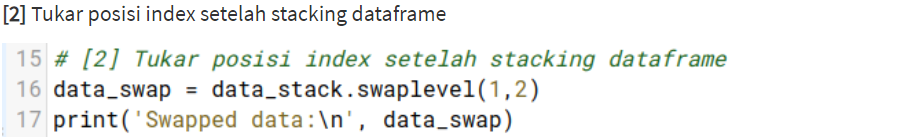 [2] Tukar posisi index setelah stacking dataframe
15 # [2] Tukar posisi index setelah stacking dataframe
16 data_swap = data_stack.swaplevel(1,2)
17 print('Swapped data:\n', data_swap)